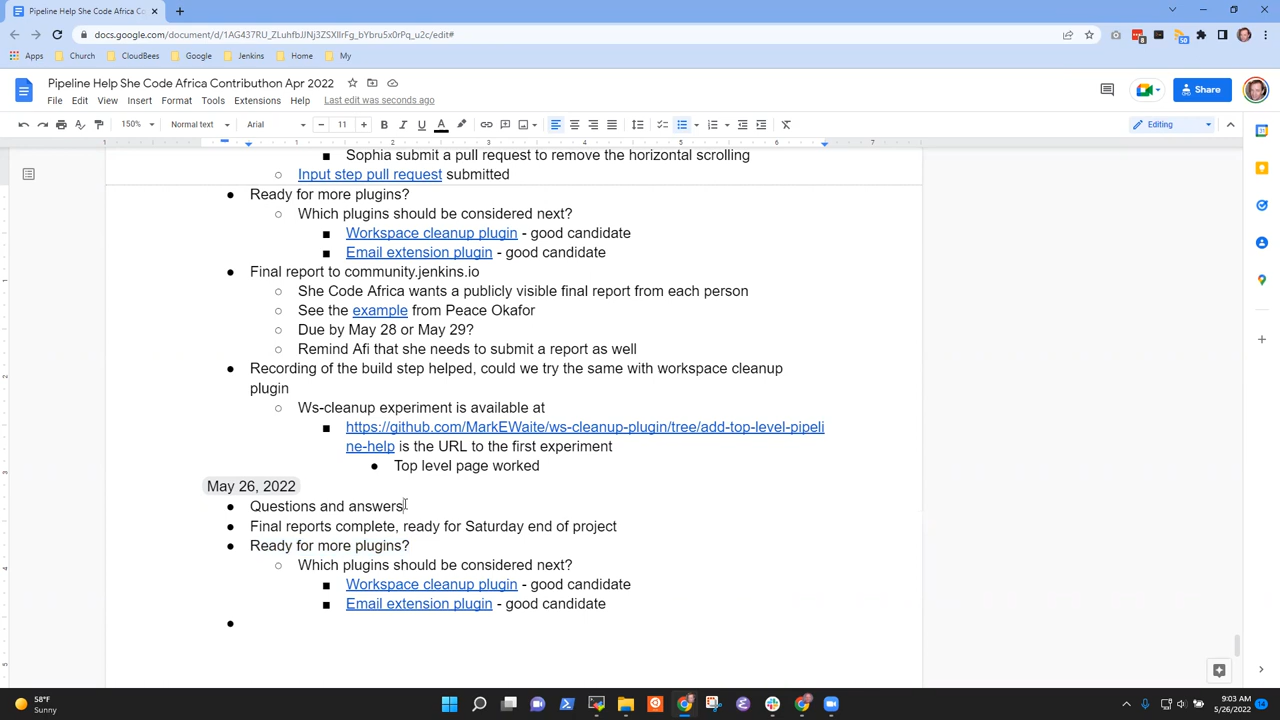 Pipeline Help She Code Africa Co
docs.google.com/document/d/1AG437RU_ZLuhfbJJNj3ZSXllrFg_bYbru5x0rPq_u2c/edit#
Apps Church CloudBees Google Jenkins Home My
Pipeline Help She Code Africa Contributhon Apr 2022
File Edit View Insert Format Tools Extensions Help Last edit was seconds ago
Share
150% Normal text Arial 11 Editing
1 1 2 3 4 5 6 7
Sophia submit a pull request to remove the horizontal scrolling
Input step pull request submitted
Ready for more plugins?
Which plugins should be considered next?
Workspace cleanup plugin - good candidate
Email extension plugin - good candidate
Final report to community.jenkins.io
She Code Africa wants a publicly visible final report from each person
See the example from Peace Okafor
Due by May 28 or May 29?
Remind Afi that she needs to submit a report as well
Recording of the build step helped, could we try the same with workspace cleanup
plugin
Ws-cleanup experiment is available at
https://github.com/MarkEWaite/ws-cleanup-plugin/tree/add-top-level-pipeli
ne-help is the URL to the first experiment
Top level page worked
May 26, 2022
Questions and answers
Final reports complete, ready for Saturday end of project
Ready for more plugins?
Which plugins should be considered next?
Workspace cleanup plugin - good candidate
Email extension plugin - good candidate
58°F
Sunny
9:03 AM
5/26/2022